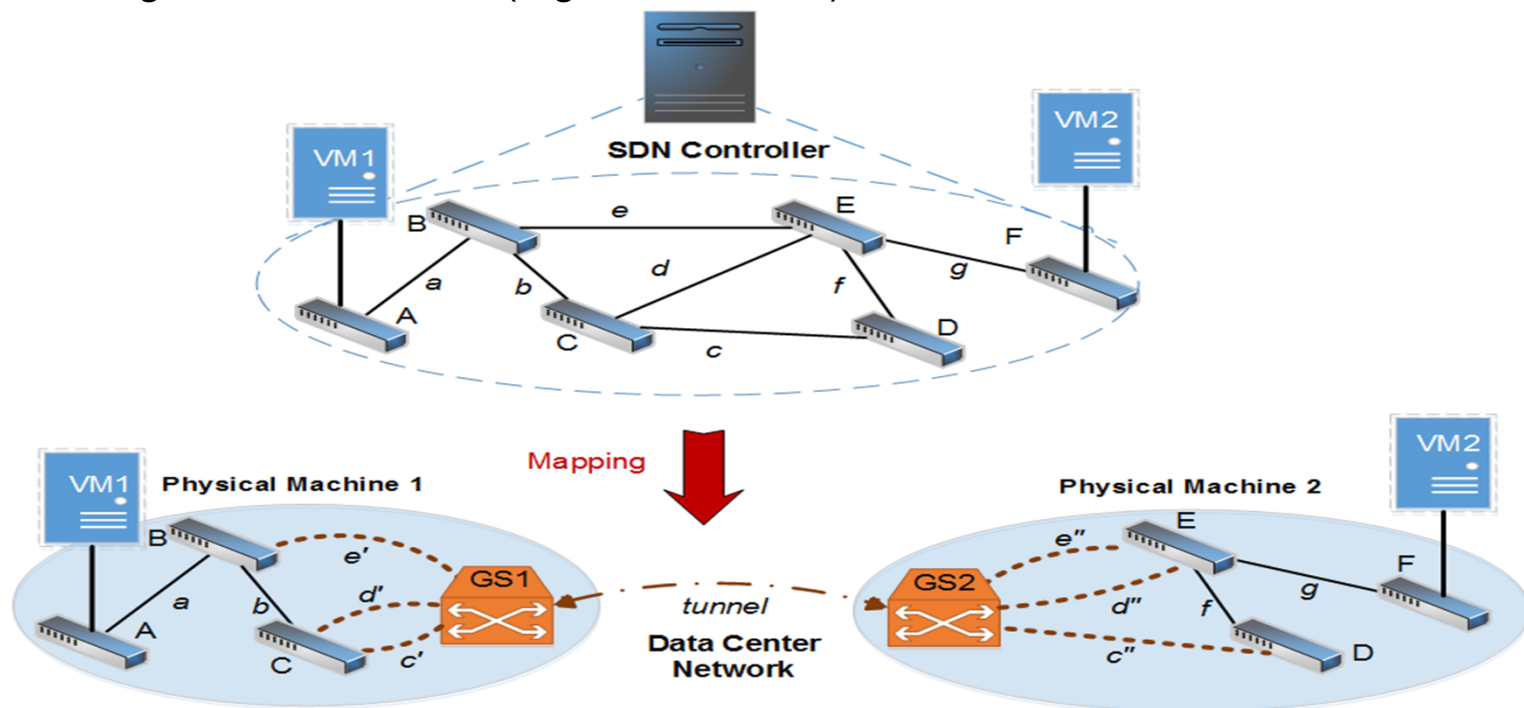 SDN Controller
VM1
VM2
B
e
E
F
a
b
d
f
g
A
C
c
D
Mapping
VM1
Physical Machine 1
VM2
Physical Machine 2
B
e'
GS1
a
b
d'
A
C
c'
tunnel
Data Center
Network
E
e"
GS2
d"
f
g
F
c"
D